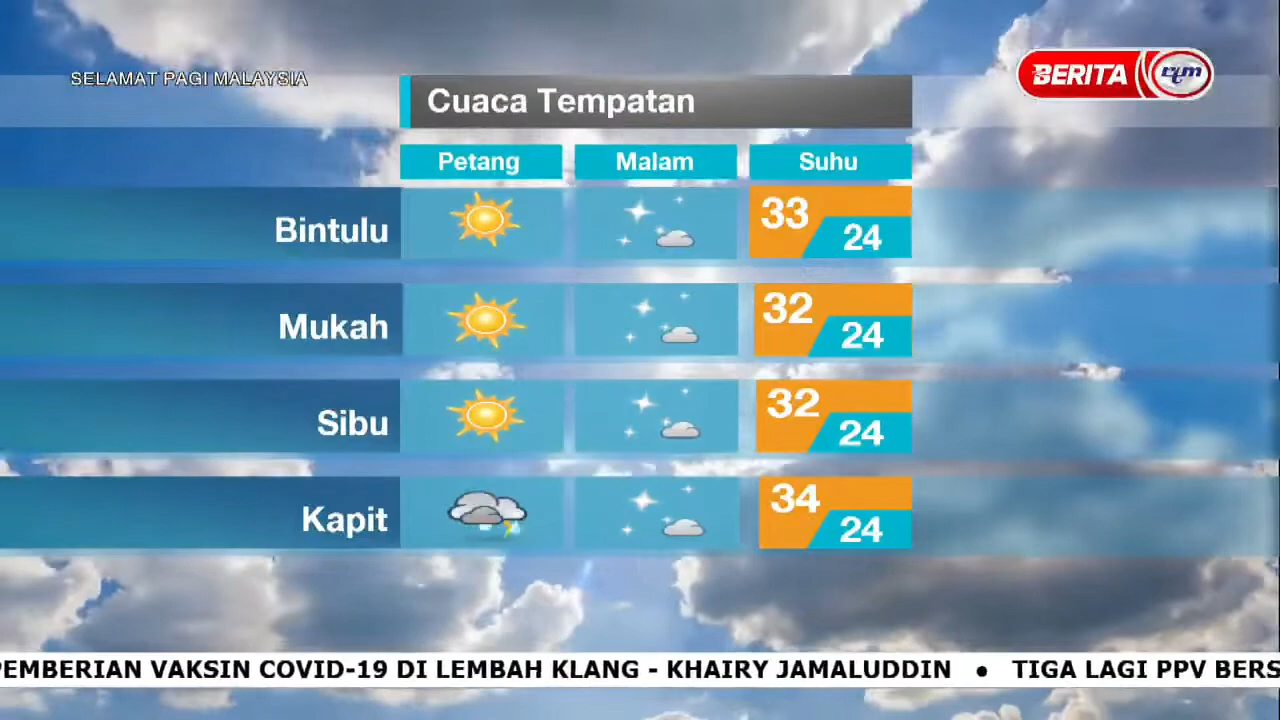 SELAMAT PAGI MALAYSIA
BERITA rtm
Cuaca Tempatan
Petang Malam Suhu
Bintulu 33 24
Mukah 32 24
Sibu 32 24
Kapit 34 24
PEMBERIAN VAKSIN COVID-19 DI LEMBAH KLANG - KHAIRY JAMALUDDIN • TIGA LAGI PPV BERS